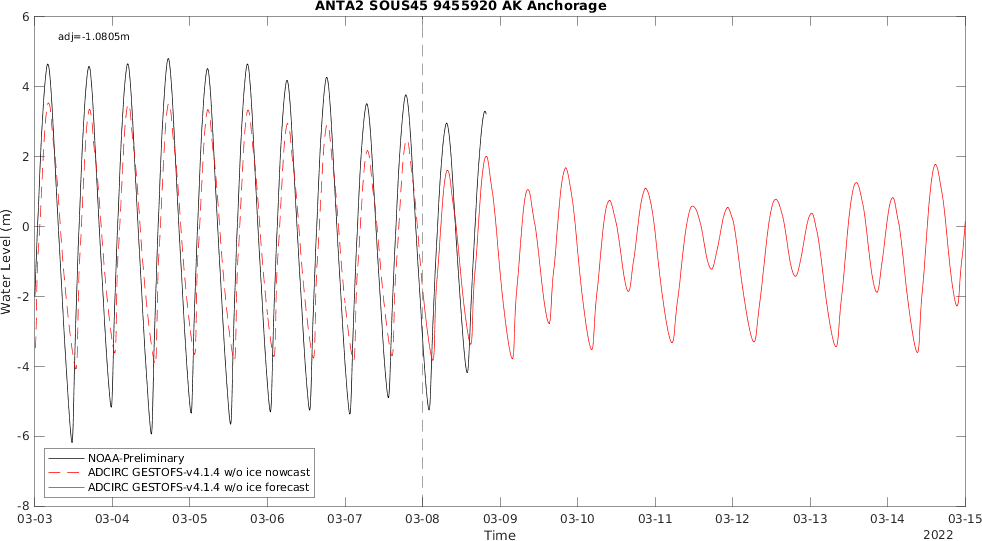 ANTA2 SOUS45 9455920 AK Anchorage
adj=-1.0805m
6
4
2
0
-2
-4
-6
-8
Water Level (m)
NOAA-Preliminary
ADCIRC GESTOFS-v4.1.4 w/o ice nowcast
ADCIRC GESTOFS-v4.1.4 w/o ice forecast
03-03 03-04 03-05 03-06 03-07 03-08 03-09 03-10 03-11 03-12 03-13 03-14 03-15
Time
2022